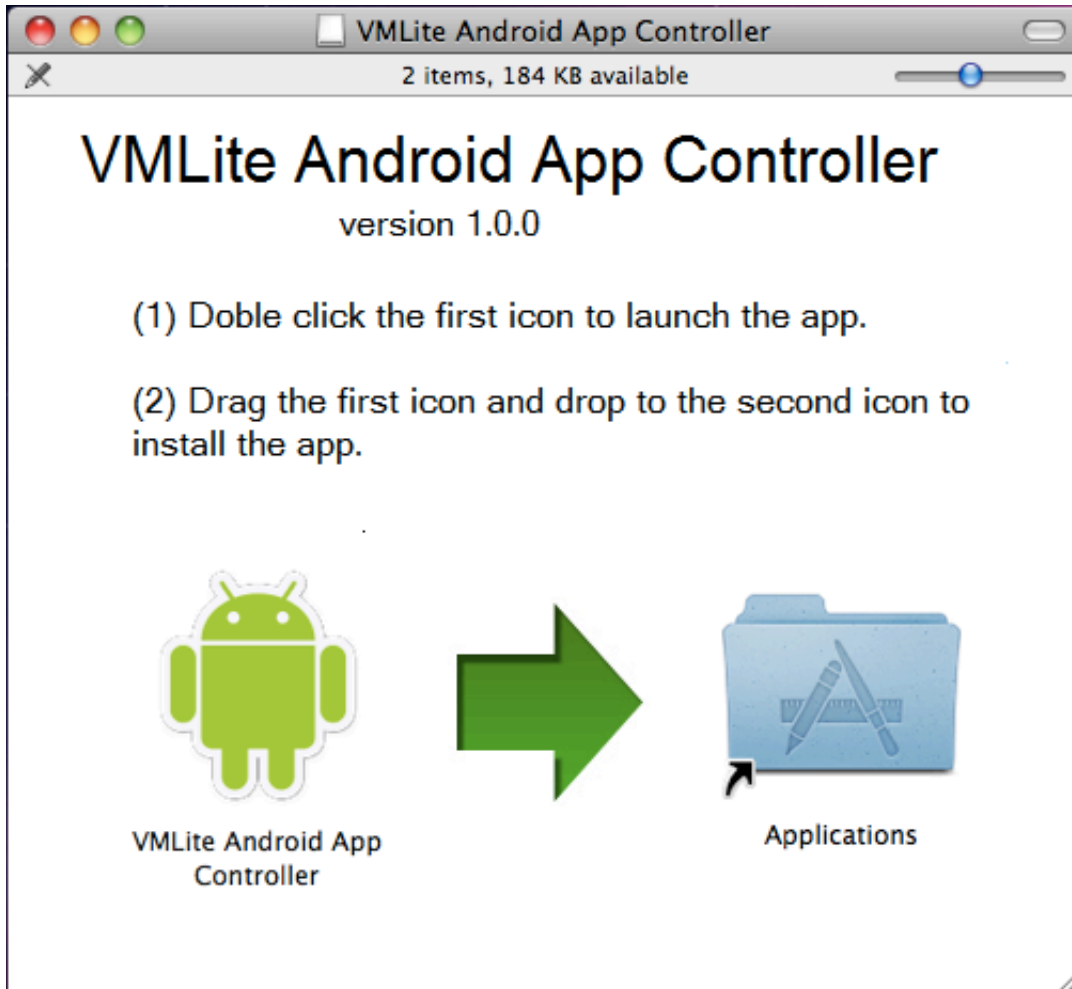 VMLite Android App Controller
2 items, 184 KB available
VMLite Android App Controller
version 1.0.0
(1) Doble click the first icon to launch the app.
(2) Drag the first icon and drop to the second icon to
install the app.
VMLite Android App
Controller
Applications